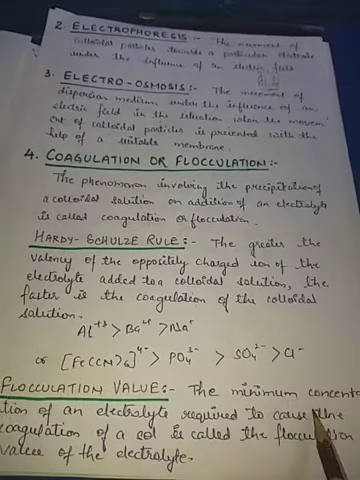 2. ELECTROPHORESIS :- The movement of
colloidal particles towards a particular electrode
under the influence of an electric field
3. ELECTRO-OSMOSIS:- The movement of
dispersion medium under the influence of an
electric field in the situation when the movem
ent of colloidal particles is prevented with the
help of a suitable membrane.
4. COAGULATION OR FLOCCULATION:-
The phenomenon involving the precipitation of
a colloidal solution on addition of an electrolyte
is called coagulation or flocculation.
HARDY-SCHULZE RULE:- The greater the
valency of the oppositely charged ion of the
electrolyte added to a colloidal solution, the
faster is the coagulation of the colloidal
solution.
Al+3 > Ba2+ > Na+
or [Fe(CN)6]4- > PO4 3- > SO4 2- > Cl-
FLOCCULATION VALUE:- The minimum concentra
tion of an electrolyte required to cause the
coagulation of a sol is called the flocculation
value of the electrolyte.